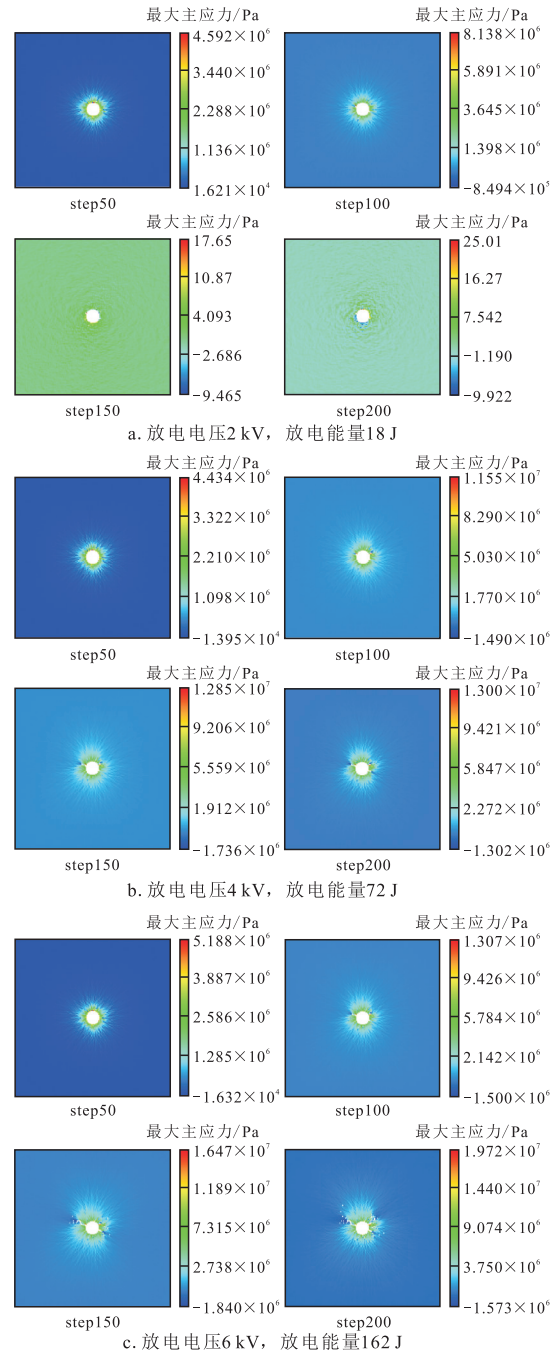 最大主应力/Pa
4.592×10⁶
3.440×10⁶
2.288×10⁶
1.136×10⁶
1.621×10⁴
step50
最大主应力/Pa
8.138×10⁶
5.891×10⁶
3.645×10⁶
1.398×10⁶
−8.494×10⁵
step100
最大主应力/Pa
17.65
10.87
4.093
−2.686
−9.465
step150
最大主应力/Pa
25.01
16.27
7.542
−1.190
−9.922
step200
a. 放电电压2 kV，放电能量18 J
最大主应力/Pa
4.434×10⁶
3.322×10⁶
2.210×10⁶
1.098×10⁶
−1.395×10⁴
step50
最大主应力/Pa
1.155×10⁷
8.290×10⁶
5.030×10⁶
1.770×10⁶
−1.490×10⁶
step100
最大主应力/Pa
1.285×10⁷
9.206×10⁶
5.559×10⁶
1.912×10⁶
−1.736×10⁶
step150
最大主应力/Pa
1.300×10⁷
9.421×10⁶
5.847×10⁶
2.272×10⁶
−1.302×10⁶
step200
b. 放电电压4 kV，放电能量72 J
最大主应力/Pa
5.188×10⁶
3.887×10⁶
2.586×10⁶
1.285×10⁶
−1.632×10⁴
step50
最大主应力/Pa
1.307×10⁷
9.426×10⁶
5.784×10⁶
2.142×10⁶
−1.500×10⁶
step100
最大主应力/Pa
1.647×10⁷
1.189×10⁷
7.315×10⁶
2.738×10⁶
−1.840×10⁶
step150
最大主应力/Pa
1.972×10⁷
1.440×10⁷
9.074×10⁶
3.750×10⁶
−1.573×10⁶
step200
c. 放电电压6 kV，放电能量162 J